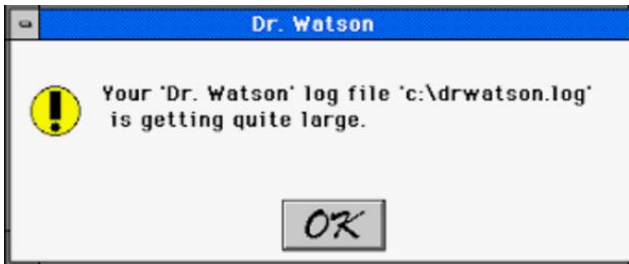 Dr. Watson
Your 'Dr. Watson' log file 'c:\drwatson.log'
is getting quite large.
OK